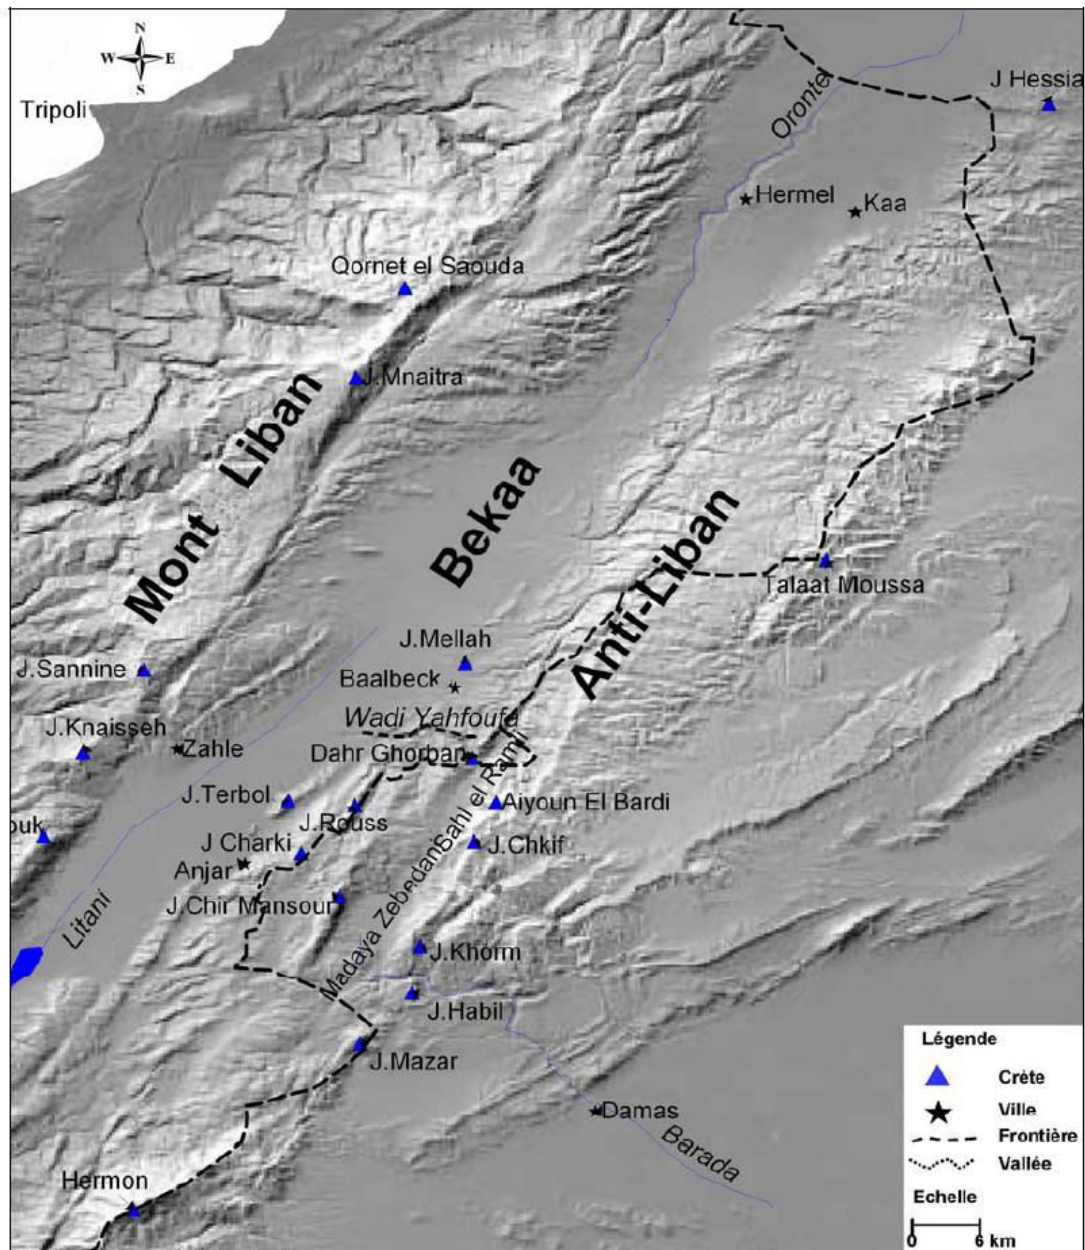 N
W E
S
Tripoli
J Hessia
Oronte
Hermel
Kaa
Qornet el Saouda
J.Mnaitra
Mont Liban
Bekaa
Anti-Liban
Talaat Moussa
J.Mellah
J.Sannine
Baalbeck
Wadi Yahfoufa
J.Knaisseh
Zahle
Dahr Ghorban
J.Terbol
Aiyoun El Bardi
J.Rouss
ouk
J Charki
J.Chkif
Anjar
J.Chir Mansour
Madaya Zebedani Sahl el Ramli
Litani
J.Khorm
J.Habil
J.Mazar
Damas
Barada
Hermon
Légende
Crète
Ville
Frontière
Vallée
Echelle
0 6 km